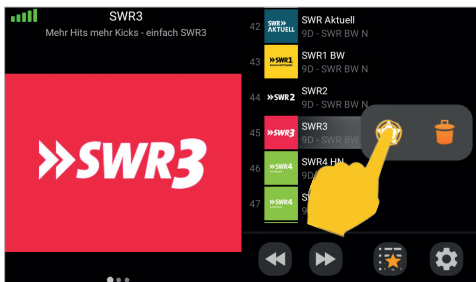 SWR3
Mehr Hits mehr Kicks - einfach SWR3
SWR3
42
SWR
AKTUELL
SWR Aktuell
9D - SWR BW N
43
SWR1
SWR1 BW
9D - SWR BW N
44
SWR2
SWR2
9D - SWR BW N
45
SWR3
SWR3
9D - SWR BW N
46
SWR4
SWR4 HN
9D
47
SWR4